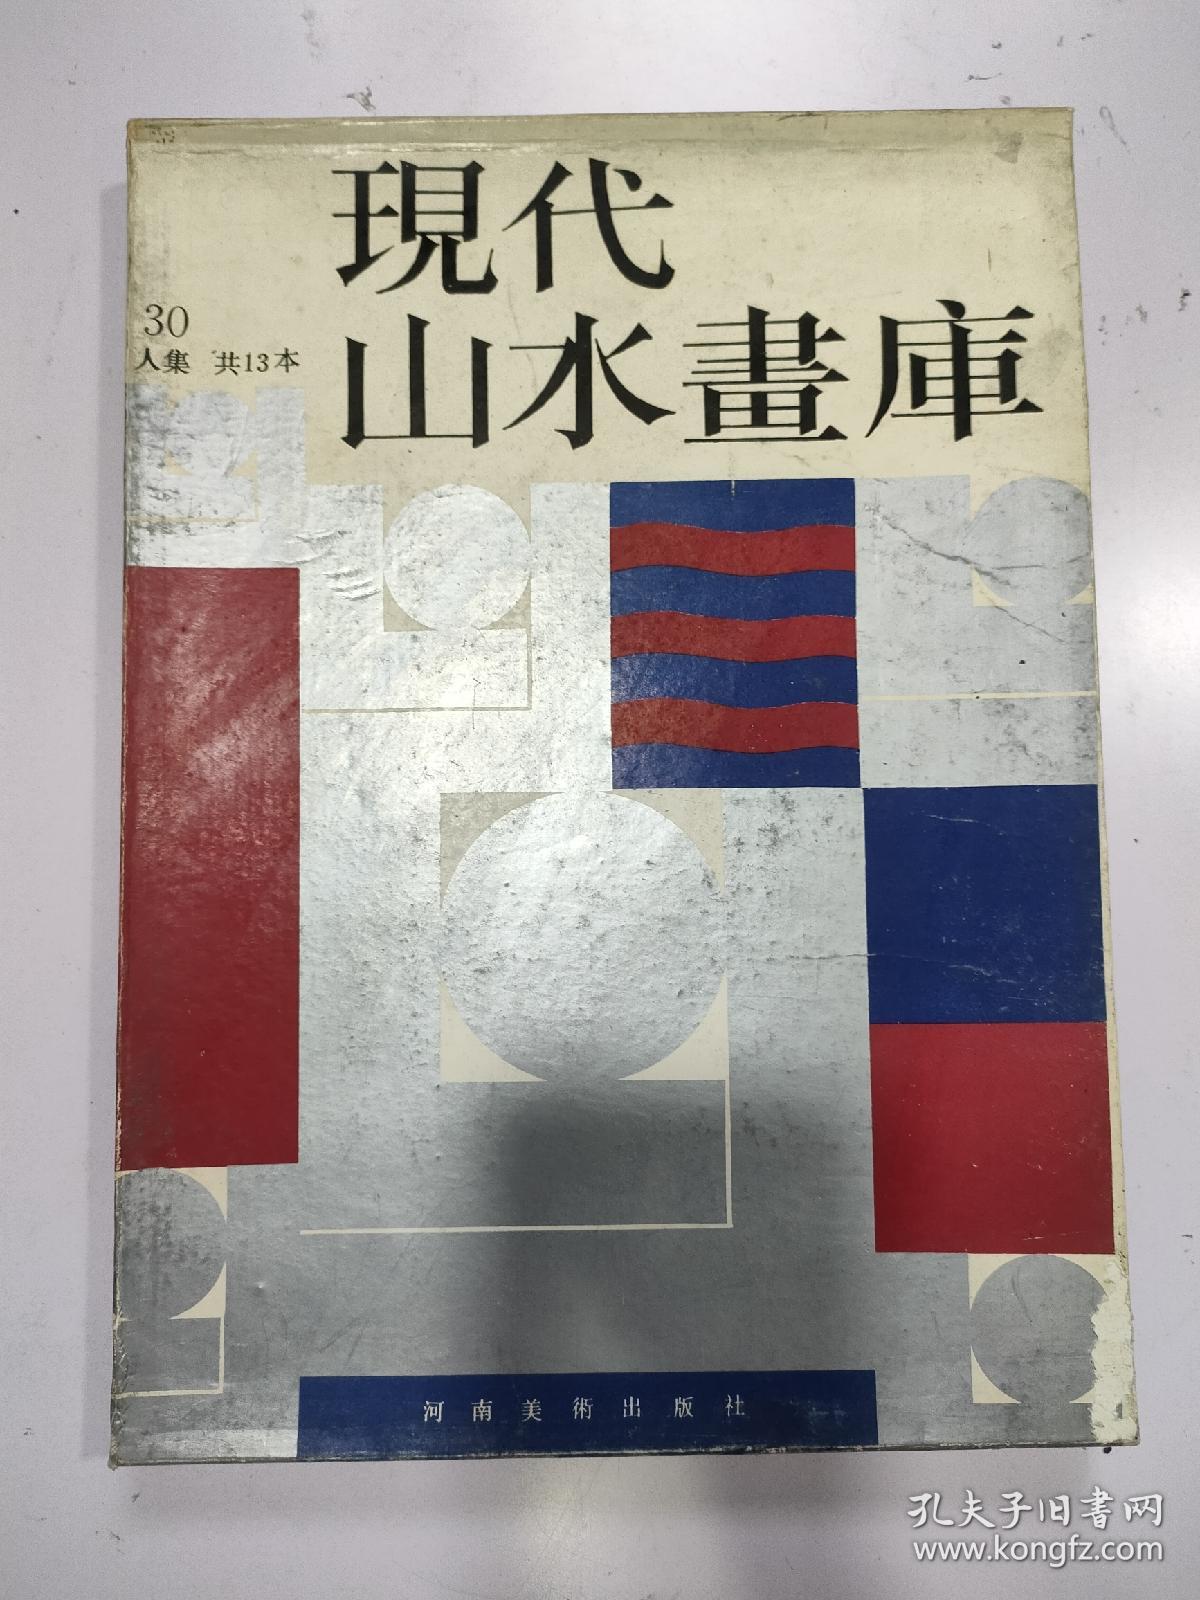 現代
山水畫庫
30
人集 共13本
河南美術出版社
孔夫子旧书网
www.kongfz.com